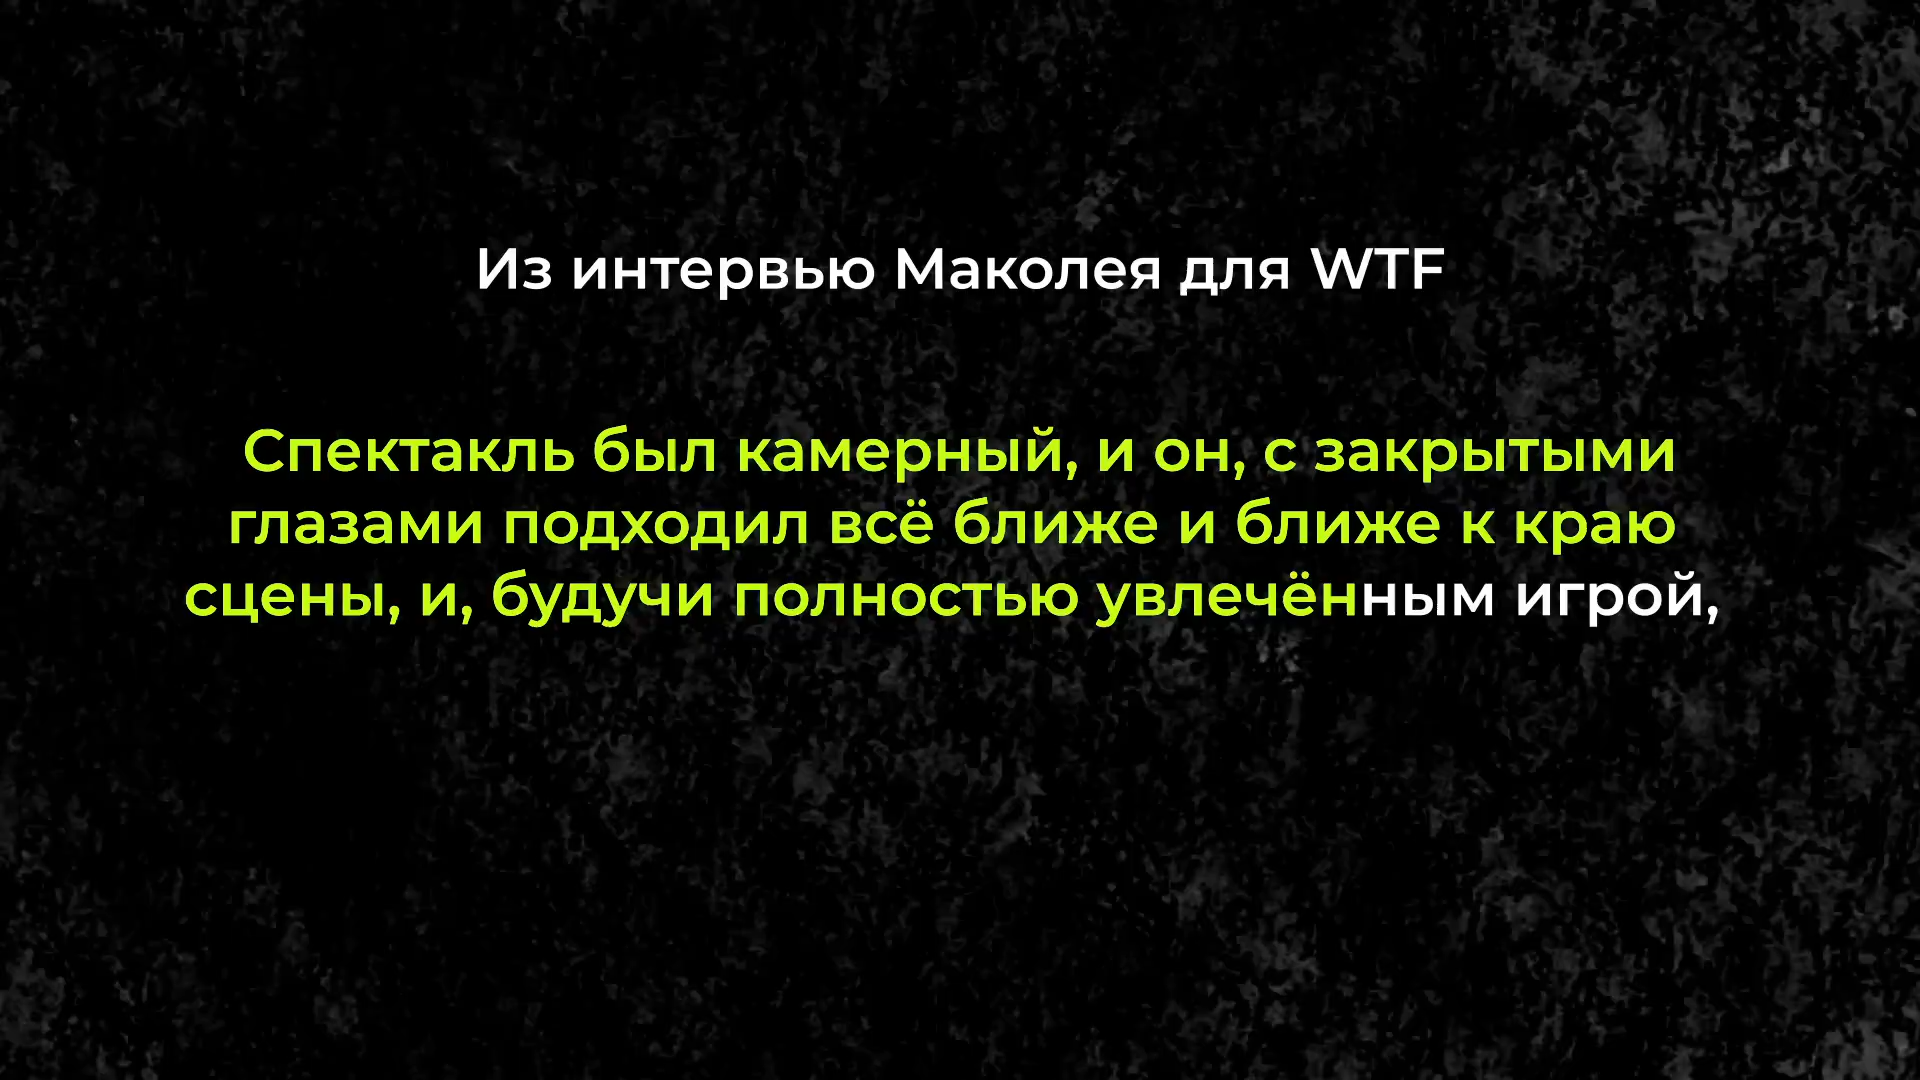 Из интервью Маколея для WTF
Спектакль был камерный, и он, с закрытыми
глазами подходил всё ближе и ближе к краю
сцены, и, будучи полностью увлечённым игрой,